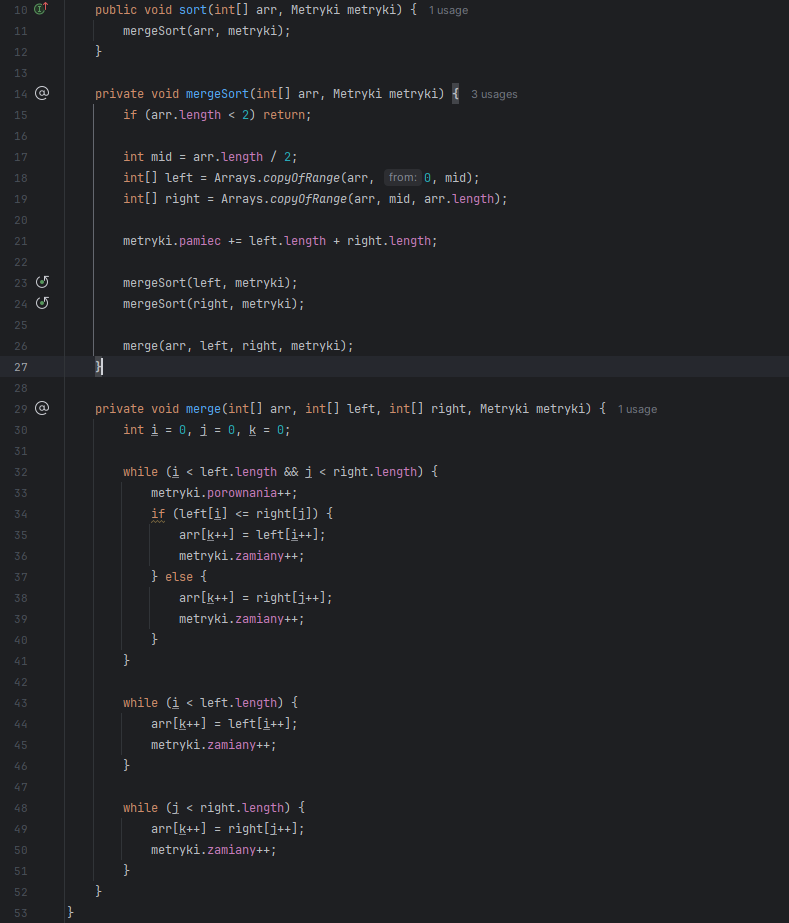 10 public void sort(int[] arr, Metryki metryki) { 1 usage
11 mergeSort(arr, metryki);
12 }
13
14 @ private void mergeSort(int[] arr, Metryki metryki) { 3 usages
15 if (arr.length < 2) return;
16
17 int mid = arr.length / 2;
18 int[] left = Arrays.copyOfRange(arr, from: 0, mid);
19 int[] right = Arrays.copyOfRange(arr, mid, arr.length);
20
21 metryki.pamiec += left.length + right.length;
22
23 mergeSort(left, metryki);
24 mergeSort(right, metryki);
25
26 merge(arr, left, right, metryki);
27 }
28
29 @ private void merge(int[] arr, int[] left, int[] right, Metryki metryki) { 1 usage
30 int i = 0, j = 0, k = 0;
31
32 while (i < left.length && j < right.length) {
33 metryki.porownania++;
34 if (left[i] <= right[j]) {
35 arr[k++] = left[i++];
36 metryki.zamiany++;
37 } else {
38 arr[k++] = right[j++];
39 metryki.zamiany++;
40 }
41 }
42
43 while (i < left.length) {
44 arr[k++] = left[i++];
45 metryki.zamiany++;
46 }
47
48 while (j < right.length) {
49 arr[k++] = right[j++];
50 metryki.zamiany++;
51 }
52 }
53 }